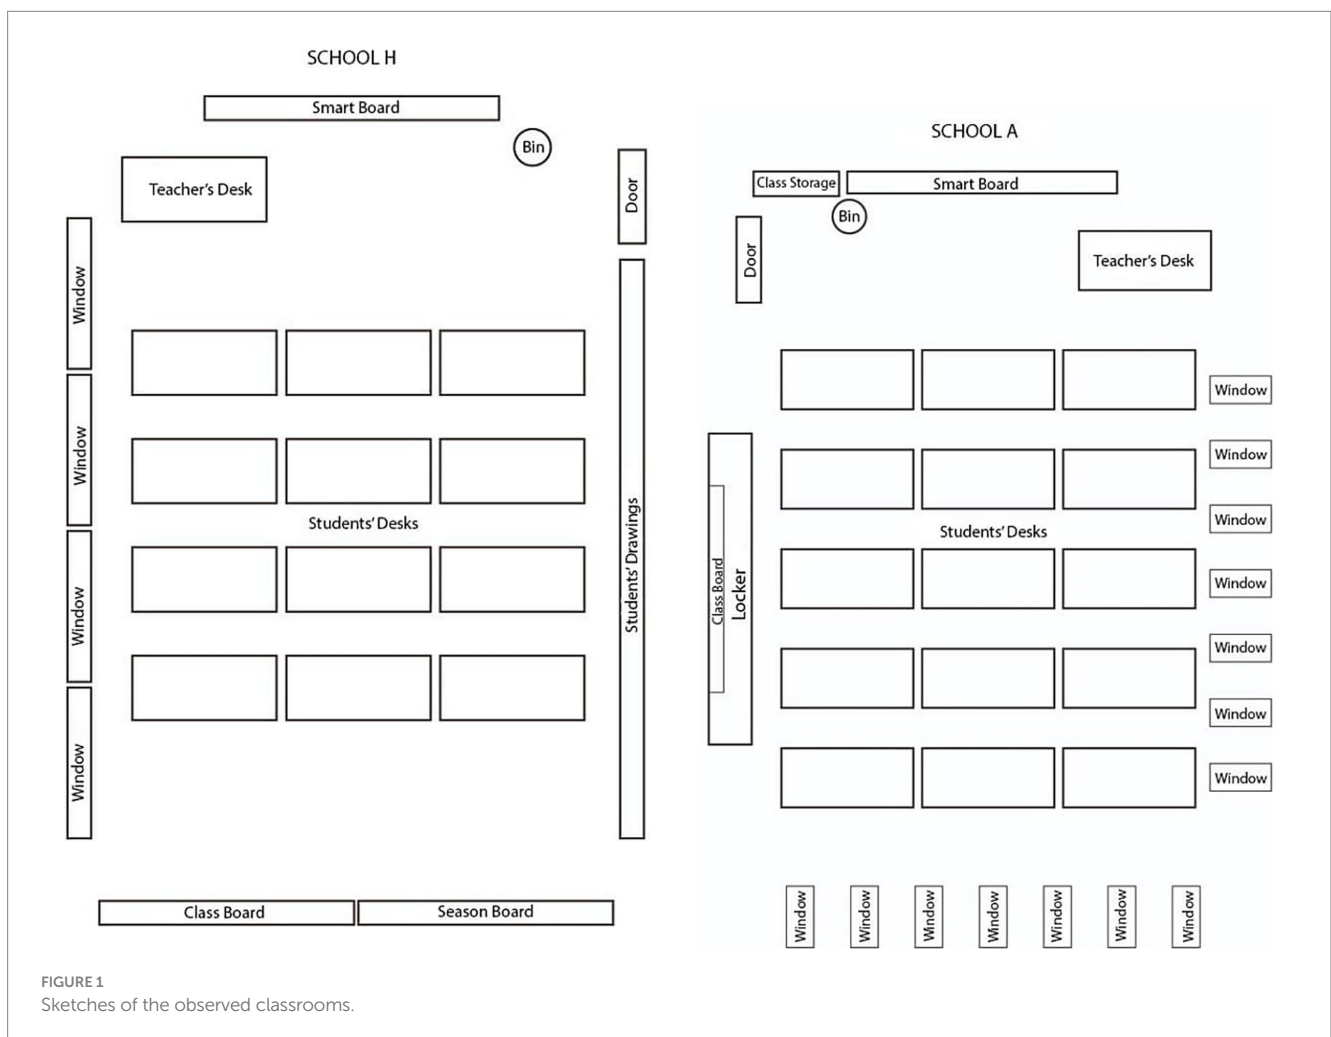 SCHOOL H
Smart Board
Bin
Teacher's Desk
Door
Window
Window
Window
Window
Students' Desks
Students' Drawings
Class Board
Season Board
SCHOOL A
Class Storage
Smart Board
Bin
Door
Teacher's Desk
Students' Desks
Class Board
Locker
Window
Window
Window
Window
Window
Window
Window
Window
Window
Window
Window
Window
Window
Window
FIGURE 1
Sketches of the observed classrooms.